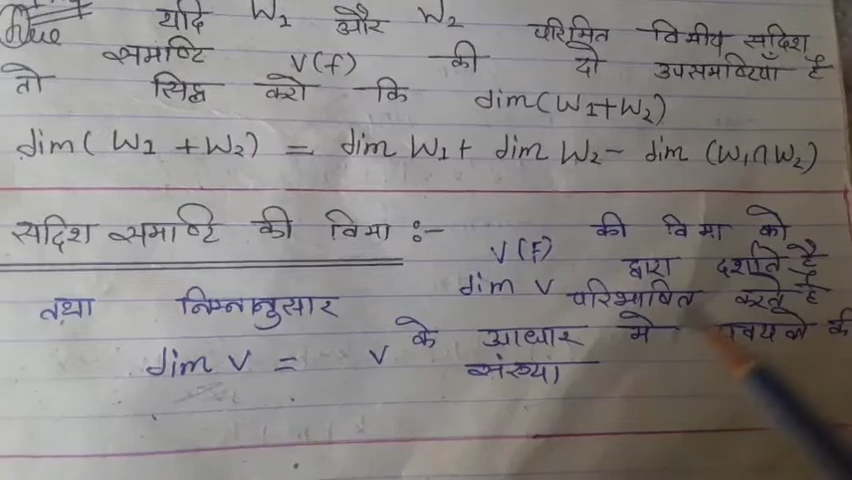 Que यदि W1 और W2 परिमित विमीय सदिश
समष्टि V(F) की दो उपसमष्टियाँ है
तो सिद्ध करो कि dim(W1+W2)
dim(W1 + W2) = dim W1 + dim W2 - dim (W1∩W2)
सदिश समष्टि की विमा :- V(F) की विमा को
dim V द्वारा दर्शाते है
तथा निम्नानुसार परिभाषित करते है
dim V = V के आधार मे अवयवो की
संख्या